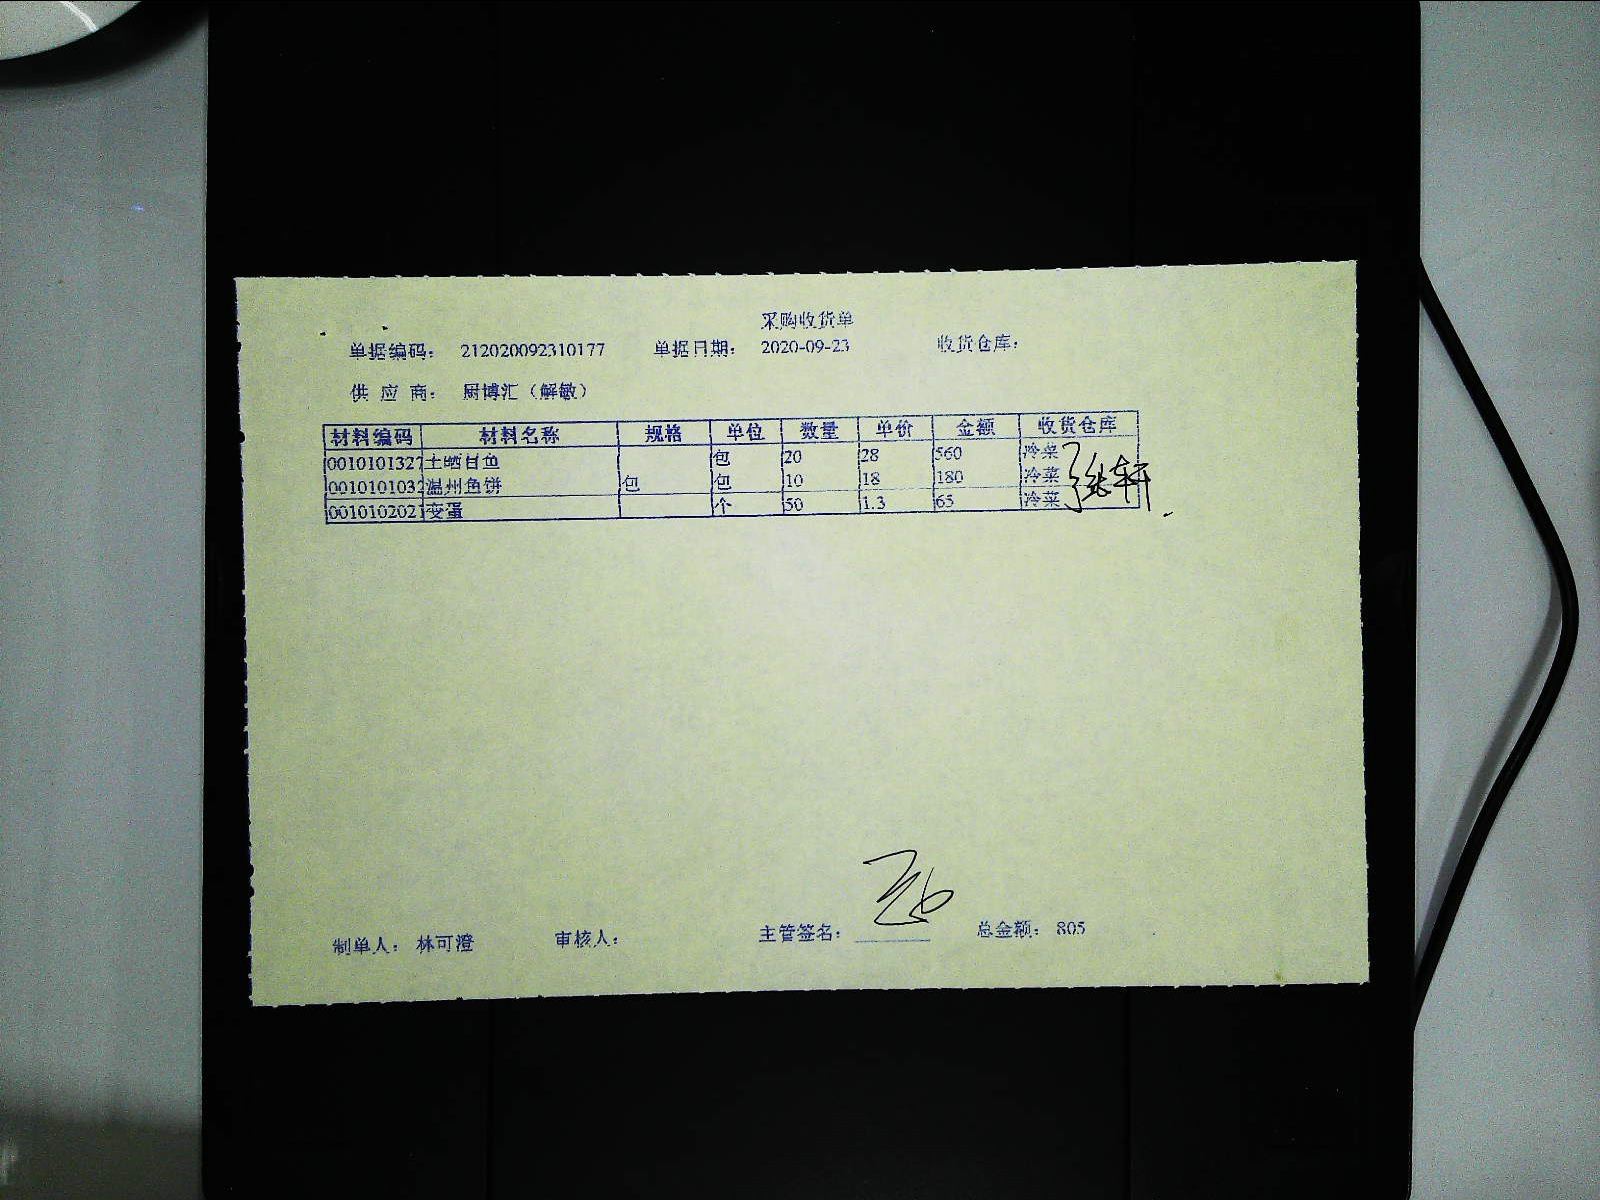 采购收货单
单据编码: 212020092310177 单据日期: 2020-09-23 收货仓库:
供 应 商: 厨博汇（解敏）
材料编码 材料名称 规格 单位 数量 单价 金额 收货仓库
0010101327 土晒目鱼 包 20 28 560 冷菜
0010101032 温州鱼饼 包 包 10 18 180 冷菜
0010102021 变蛋 个 50 1.3 65 冷菜
制单人: 林可澄 审核人: 主管签名: 总金额: 805